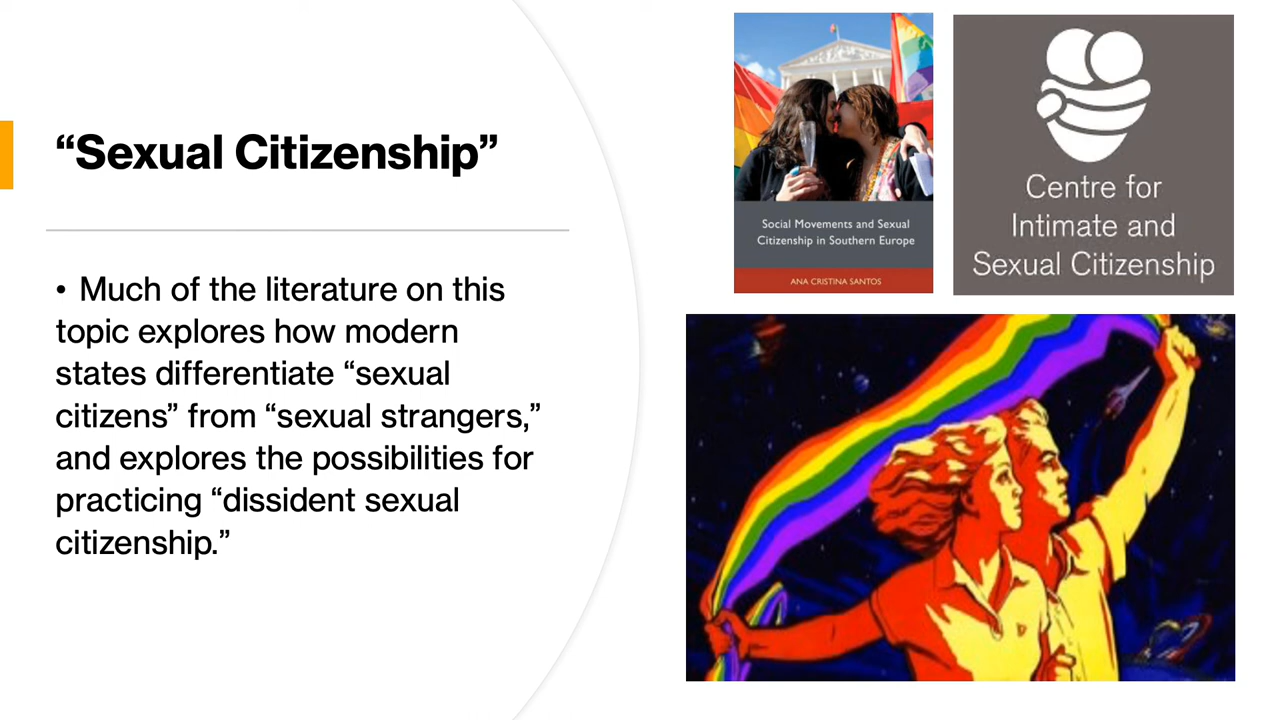 “Sexual Citizenship”
• Much of the literature on this
topic explores how modern
states differentiate “sexual
citizens” from “sexual strangers,”
and explores the possibilities for
practicing “dissident sexual
citizenship.”
Social Movements and Sexual
Citizenship in Southern Europe
ANA CRISTINA SANTOS
Centre for
Intimate and
Sexual Citizenship